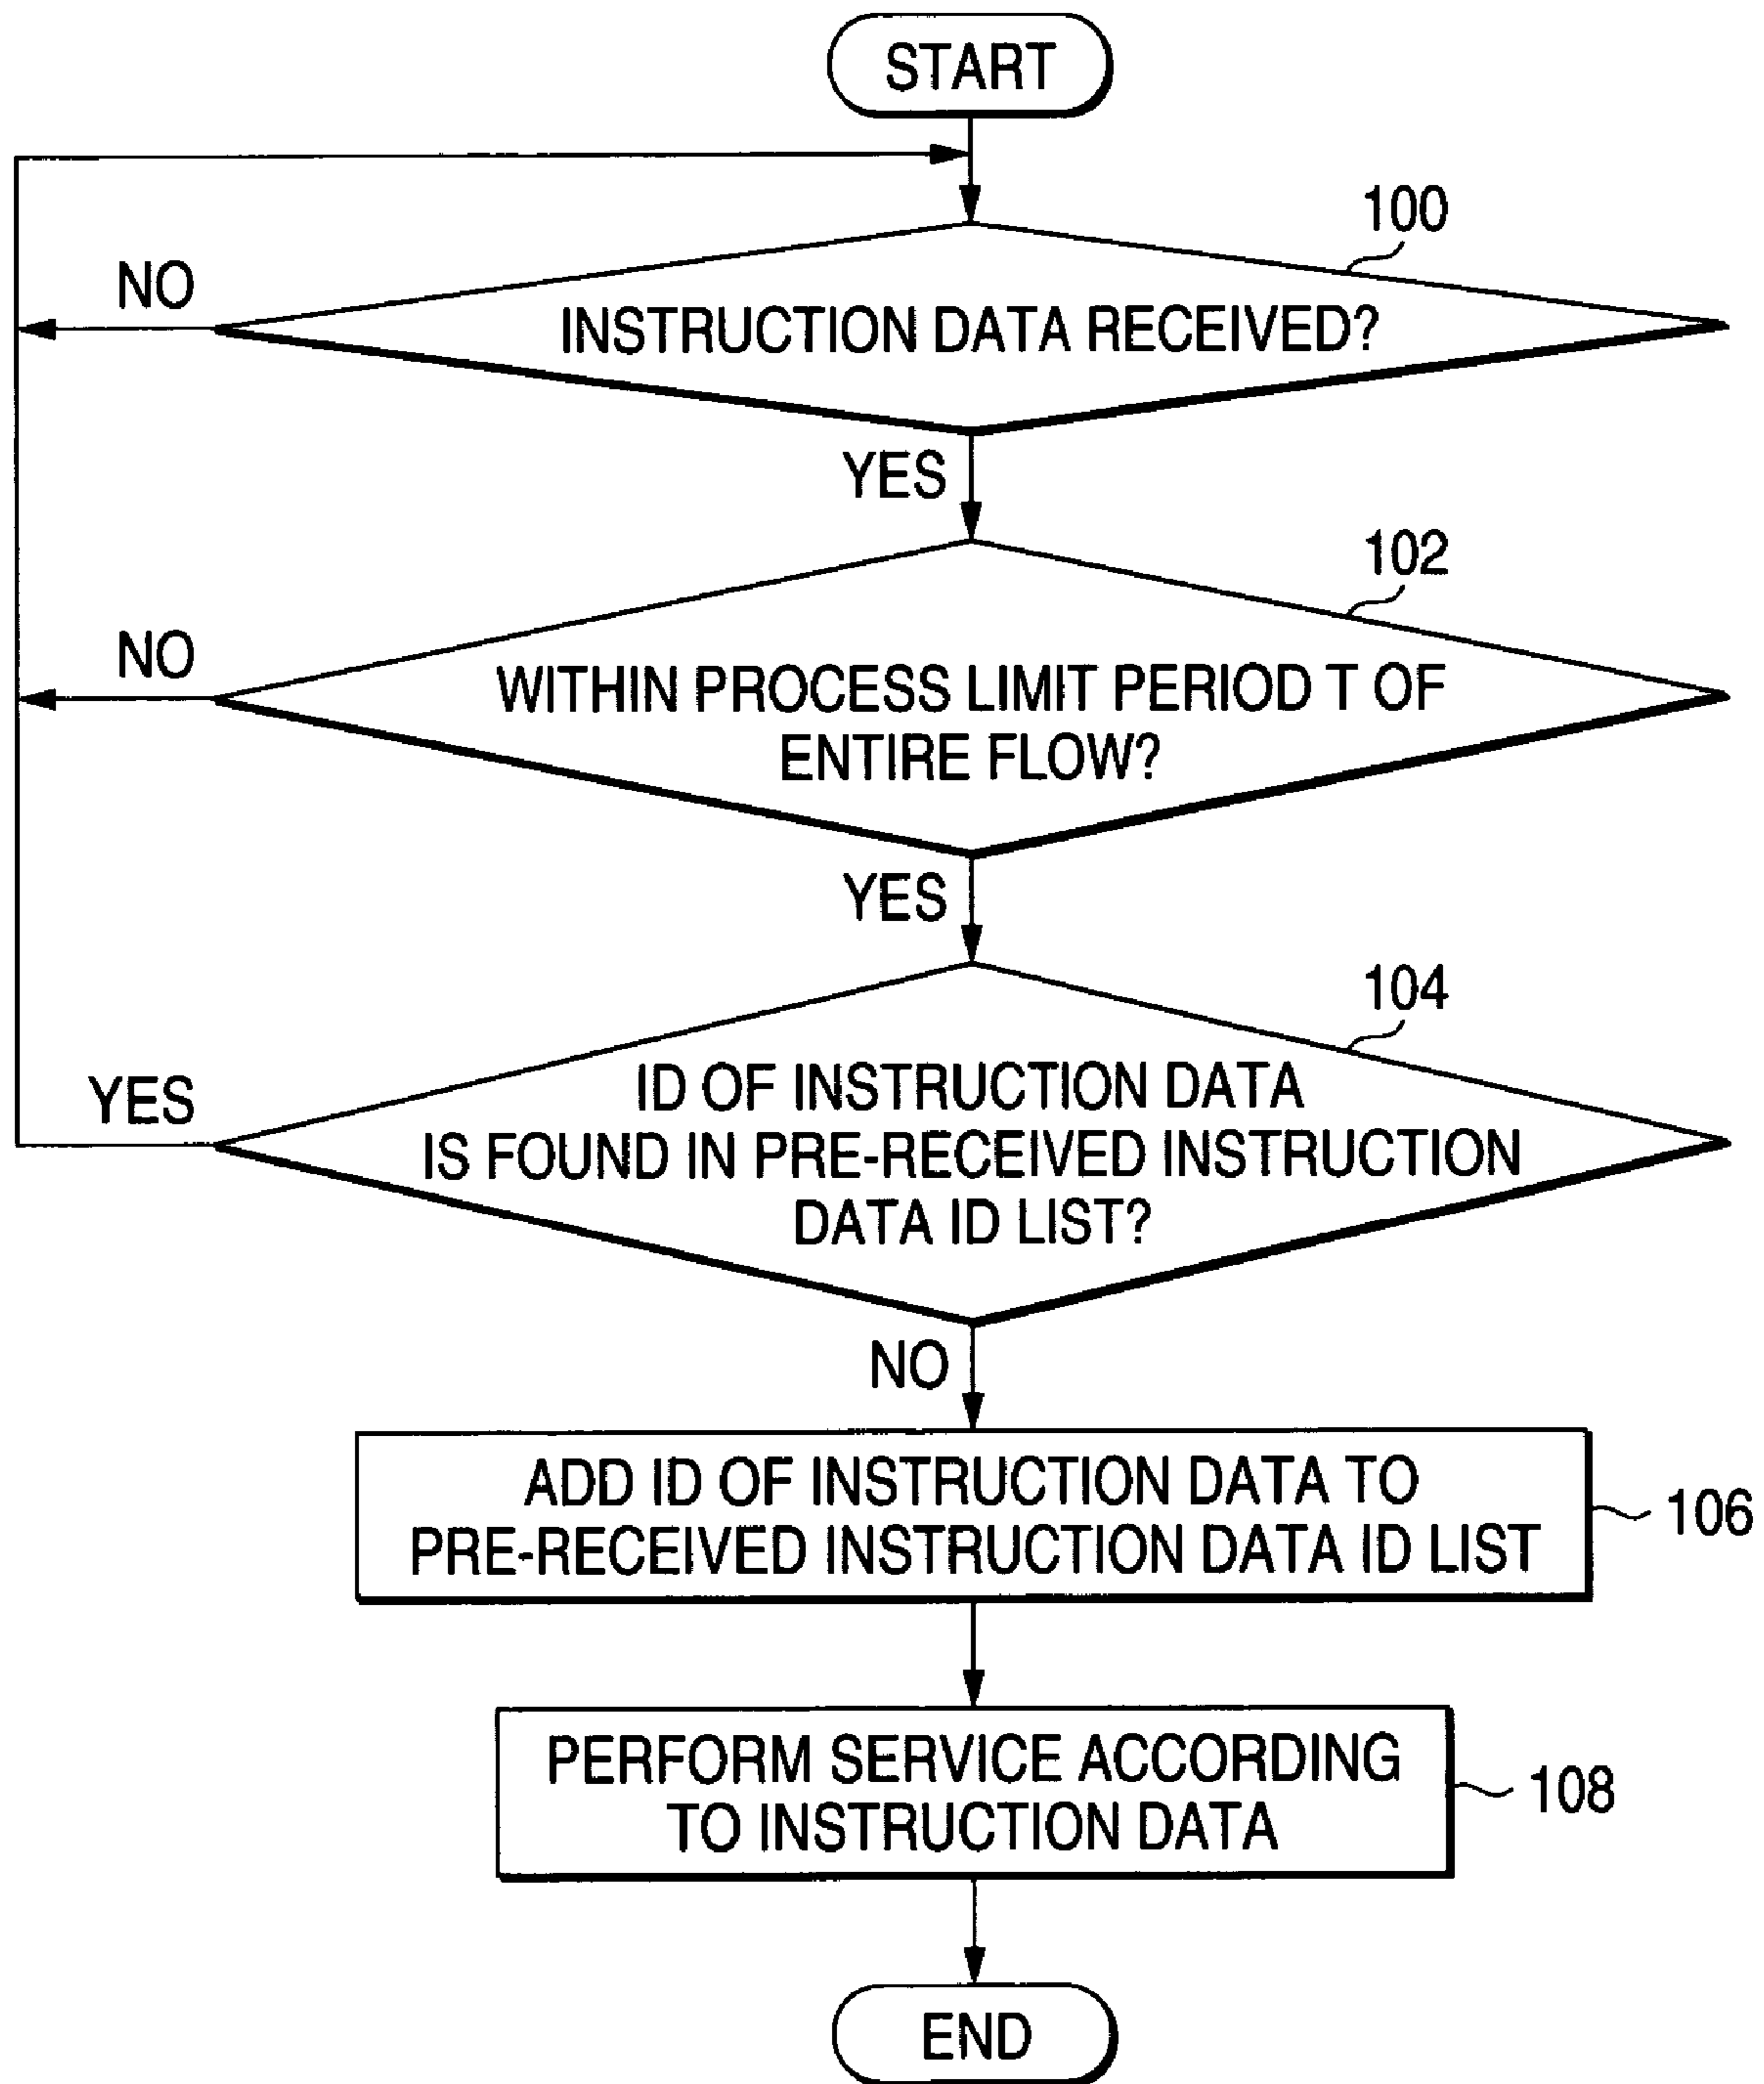 START
100
NO
INSTRUCTION DATA RECEIVED?
YES
102
NO
WITHIN PROCESS LIMIT PERIOD T OF
ENTIRE FLOW?
YES
104
YES
ID OF INSTRUCTION DATA
IS FOUND IN PRE-RECEIVED INSTRUCTION
DATA ID LIST?
NO
ADD ID OF INSTRUCTION DATA TO
PRE-RECEIVED INSTRUCTION DATA ID LIST
106
PERFORM SERVICE ACCORDING
TO INSTRUCTION DATA
108
END